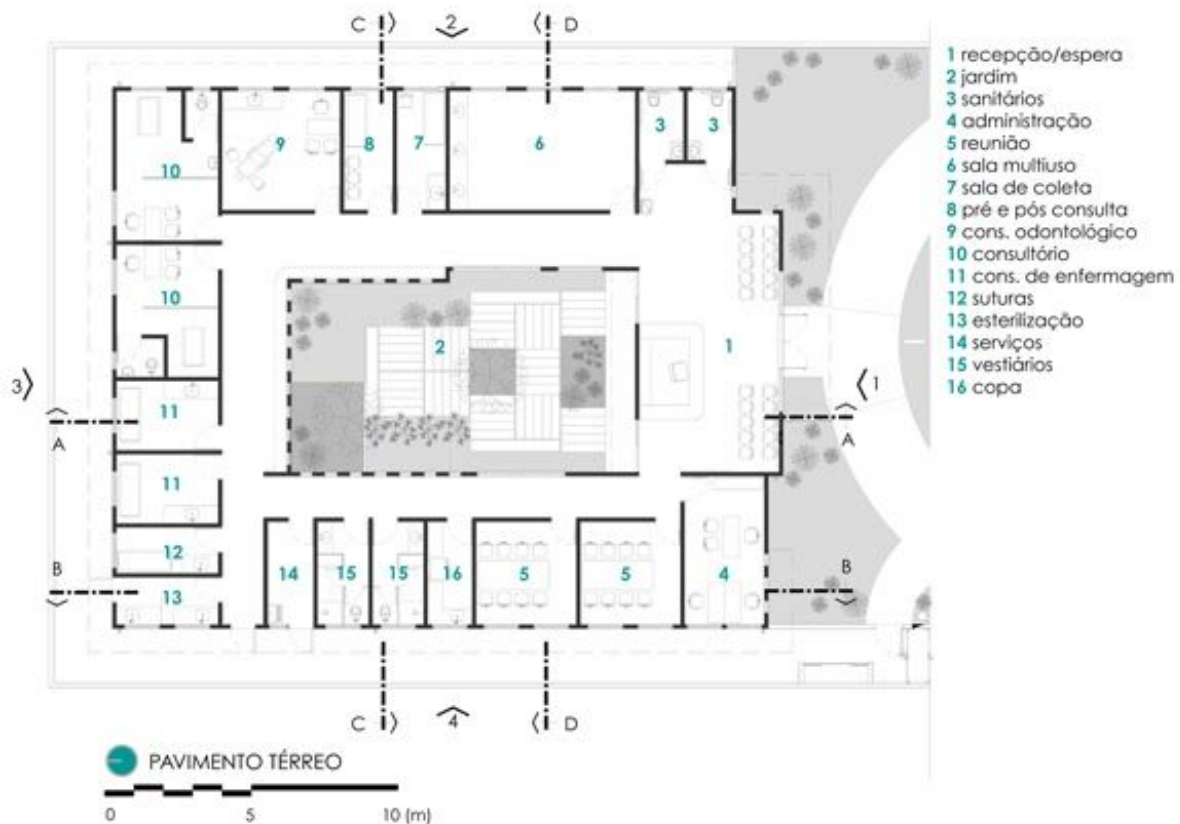 C 2 D
1 recepção/espera
2 jardim
3 sanitários
4 administração
5 reunião
6 sala multiuso
7 sala de coleta
8 pré e pós consulta
9 cons. odontológico
10 consultório
11 cons. de enfermagem
12 suturas
13 esterilização
14 serviços
15 vestiários
16 copa
10 9 8 7 6 3 3
10 2 1
3 1
11
A A
11
12
B B
13 14 15 15 16 5 5 4
C 4 D
PAVIMENTO TÉRREO
0 5 10 (m)